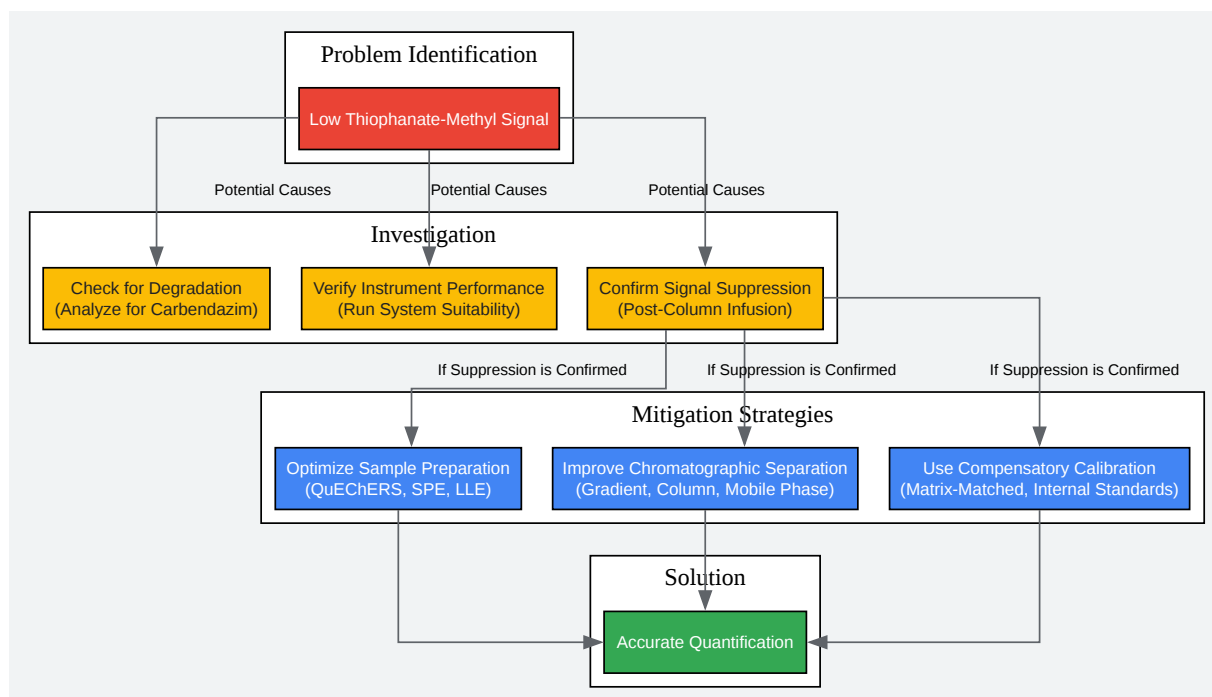 Problem Identification
Low Thiophanate-Methyl Signal
Potential Causes
Potential Causes
Potential Causes
Investigation
Check for Degradation
(Analyze for Carbendazim)
Verify Instrument Performance
(Run System Suitability)
Confirm Signal Suppression
(Post-Column Infusion)
If Suppression is Confirmed
If Suppression is Confirmed
If Suppression is Confirmed
Mitigation Strategies
Optimize Sample Preparation
(QuEChERS, SPE, LLE)
Improve Chromatographic Separation
(Gradient, Column, Mobile Phase)
Use Compensatory Calibration
(Matrix-Matched, Internal Standards)
Solution
Accurate Quantification